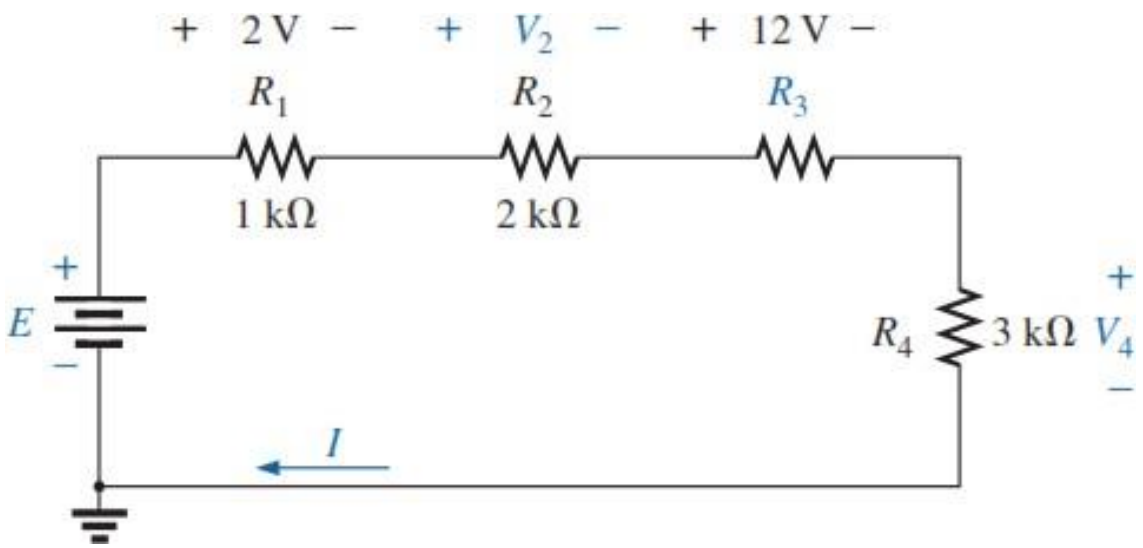 + 2 V − + V₂ − + 12 V −
R₁ R₂ R₃
1 kΩ 2 kΩ
+
E
−
R₄ 3 kΩ
+
V₄
−
I